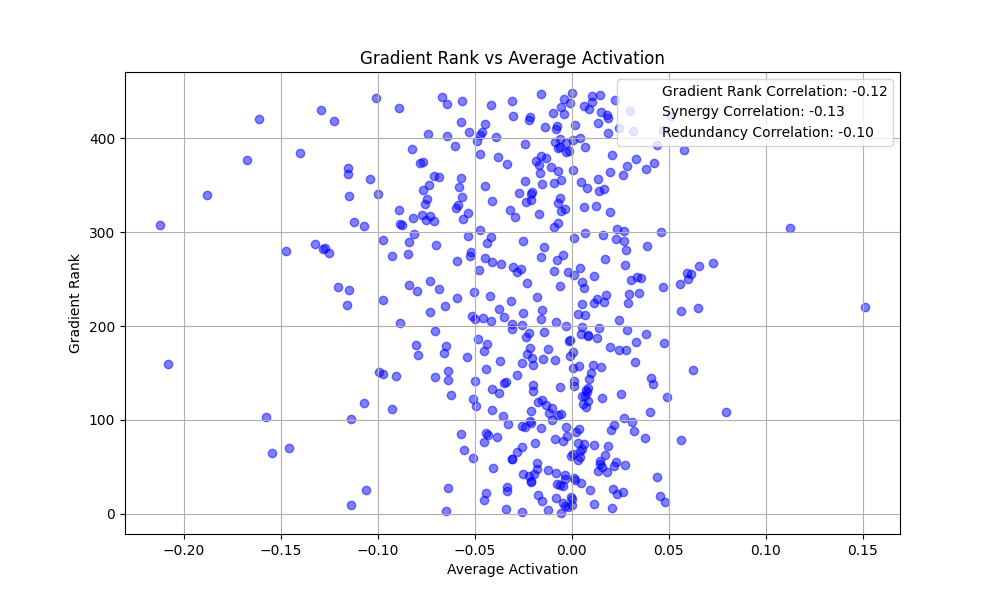 Gradient Rank vs Average Activation
Gradient Rank Correlation: -0.12
Synergy Correlation: -0.13
Redundancy Correlation: -0.10
400
300
200
100
0
Gradient Rank
−0.20 −0.15 −0.10 −0.05 0.00 0.05 0.10 0.15
Average Activation